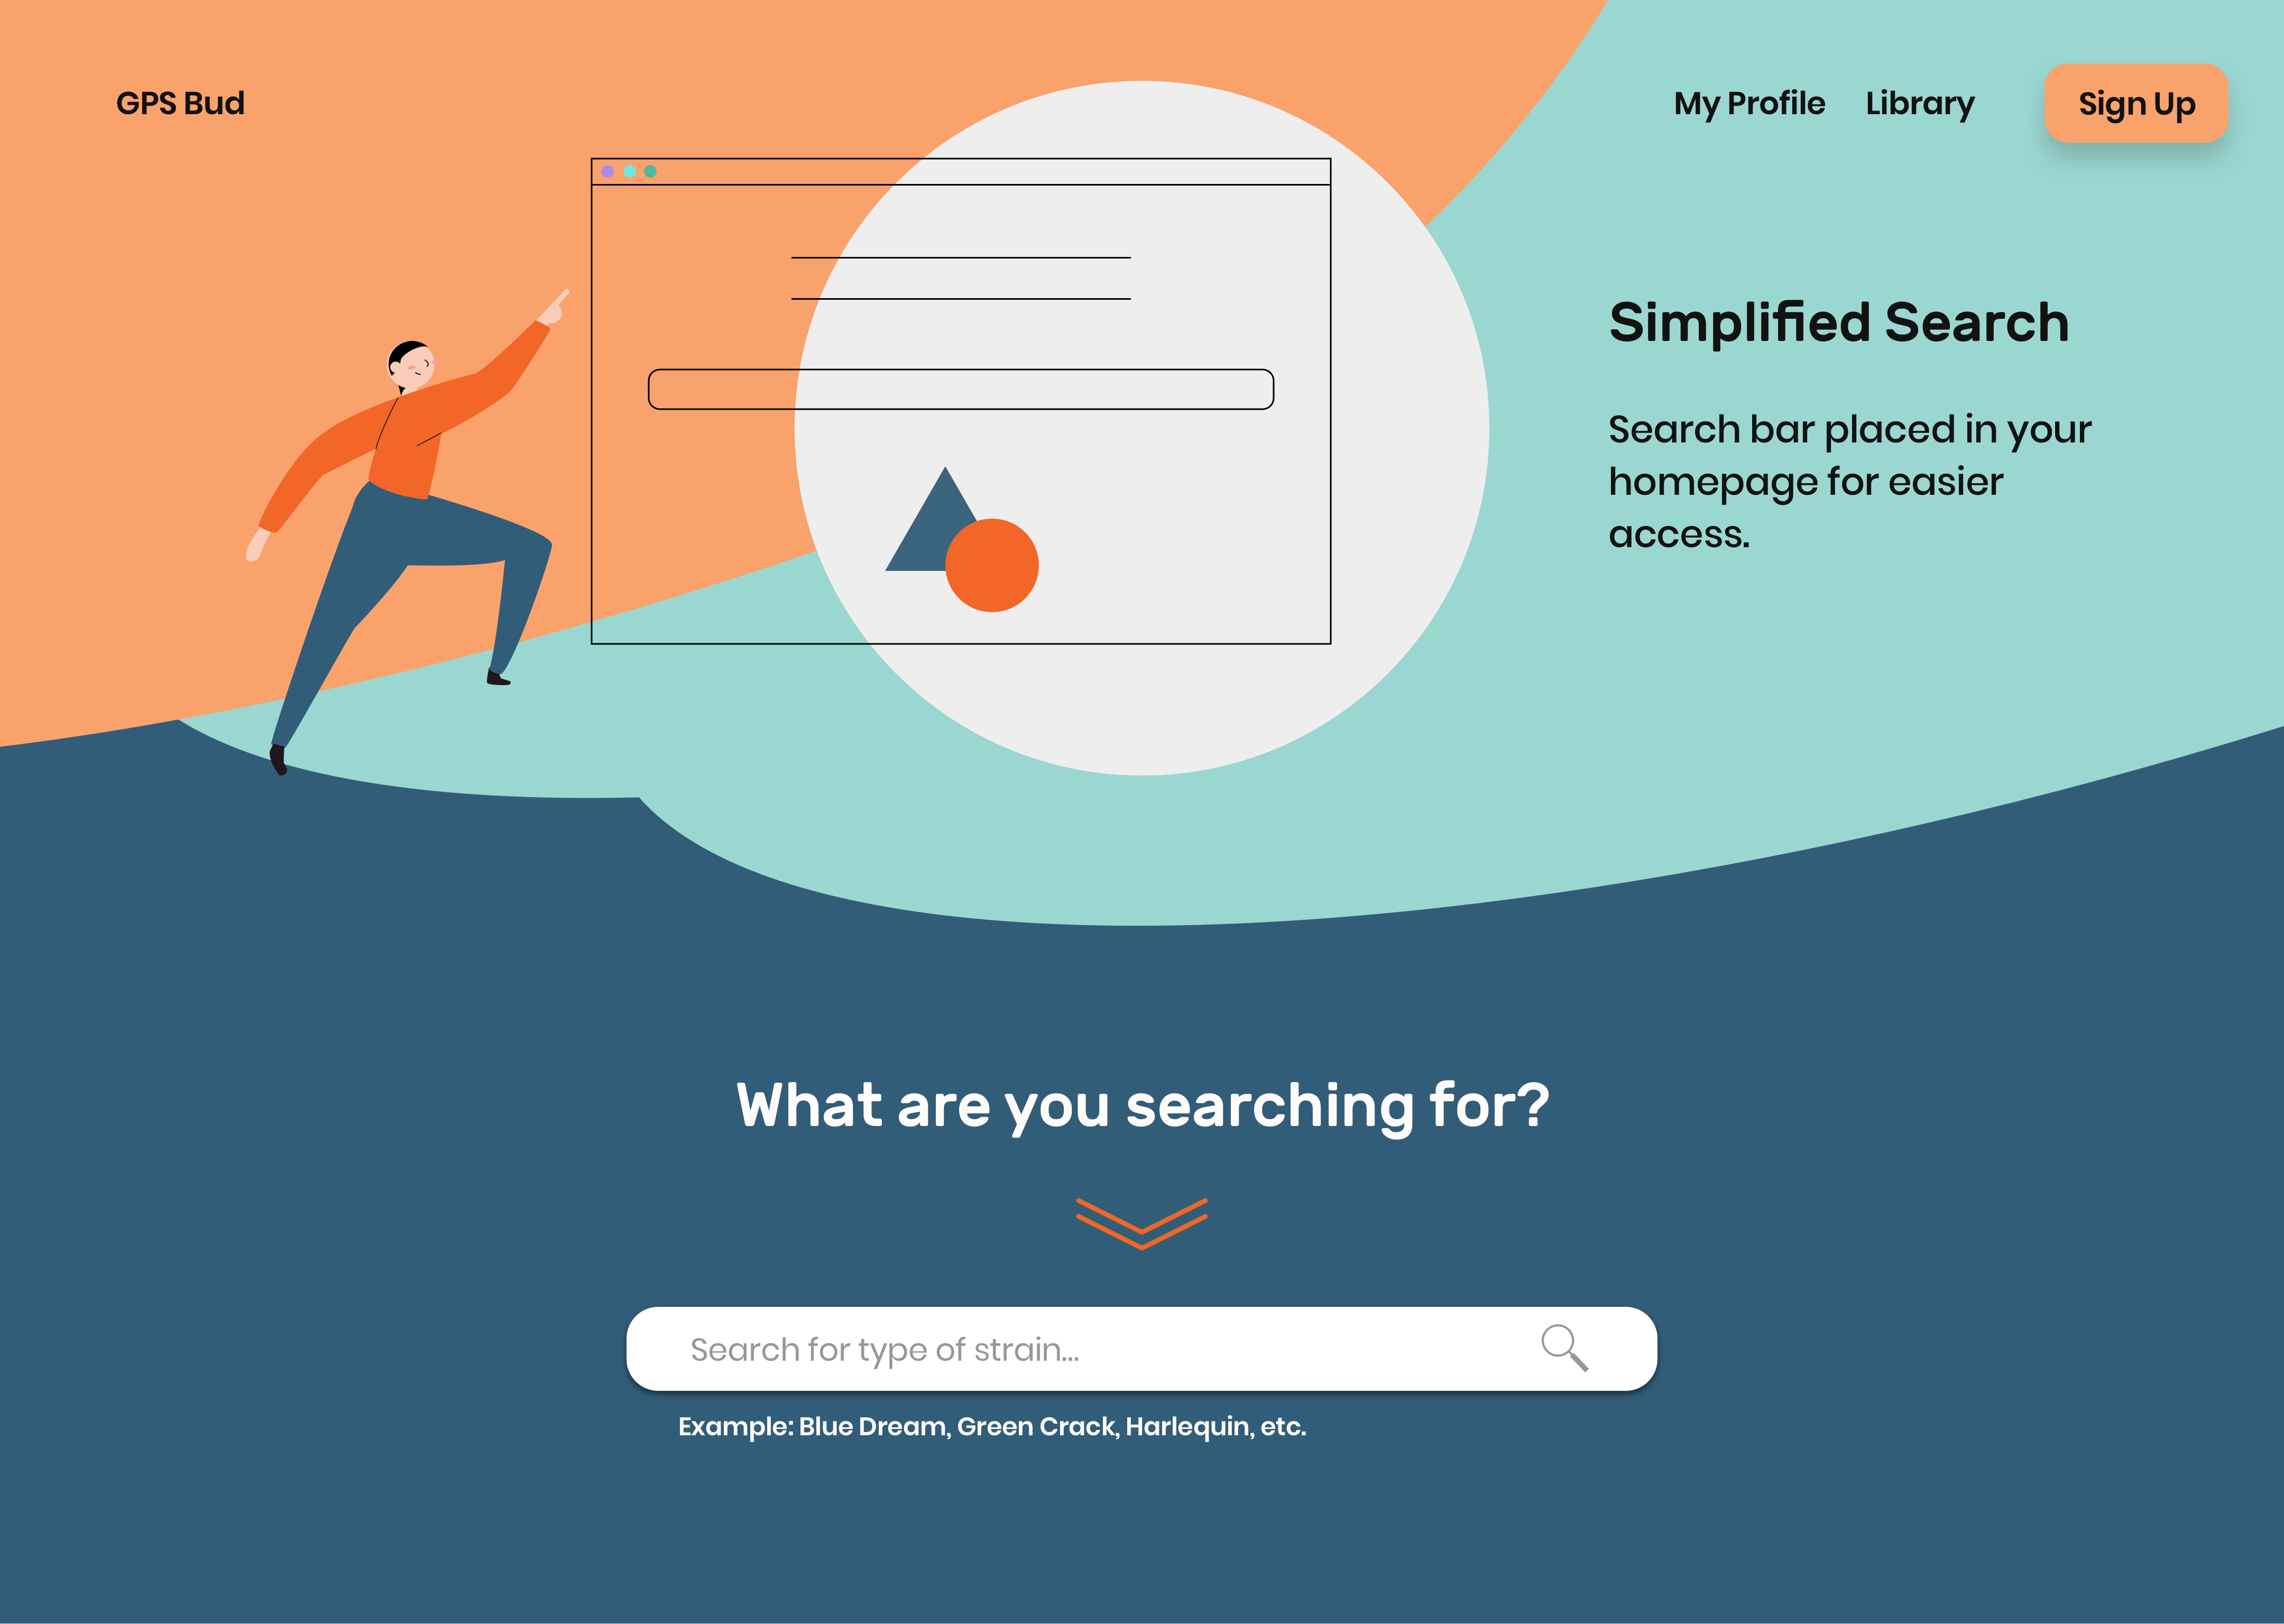 GPS Bud
My Profile
Library
Sign Up
Simplified Search
Search bar placed in your
homepage for easier
access.
What are you searching for?
Search for type of strain...
Example: Blue Dream, Green Crack, Harlequin, etc.